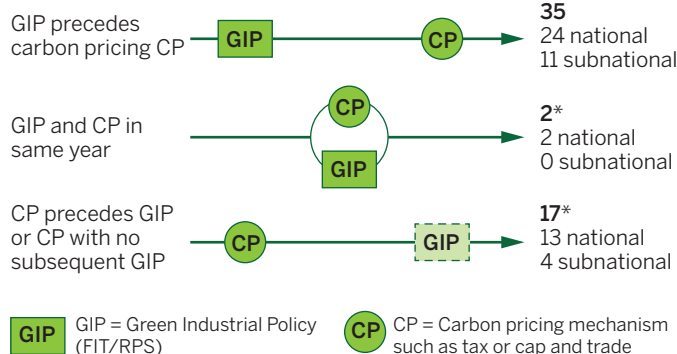 GIP precedes
carbon pricing CP
GIP
CP
35
24 national
11 subnational
GIP and CP in
same year
CP
GIP
2*
2 national
0 subnational
CP precedes GIP
or CP with no
subsequent GIP
CP
GIP
17*
13 national
4 subnational
GIP
GIP = Green Industrial Policy
(FIT/RPS)
CP
CP = Carbon pricing mechanism
such as tax or cap and trade